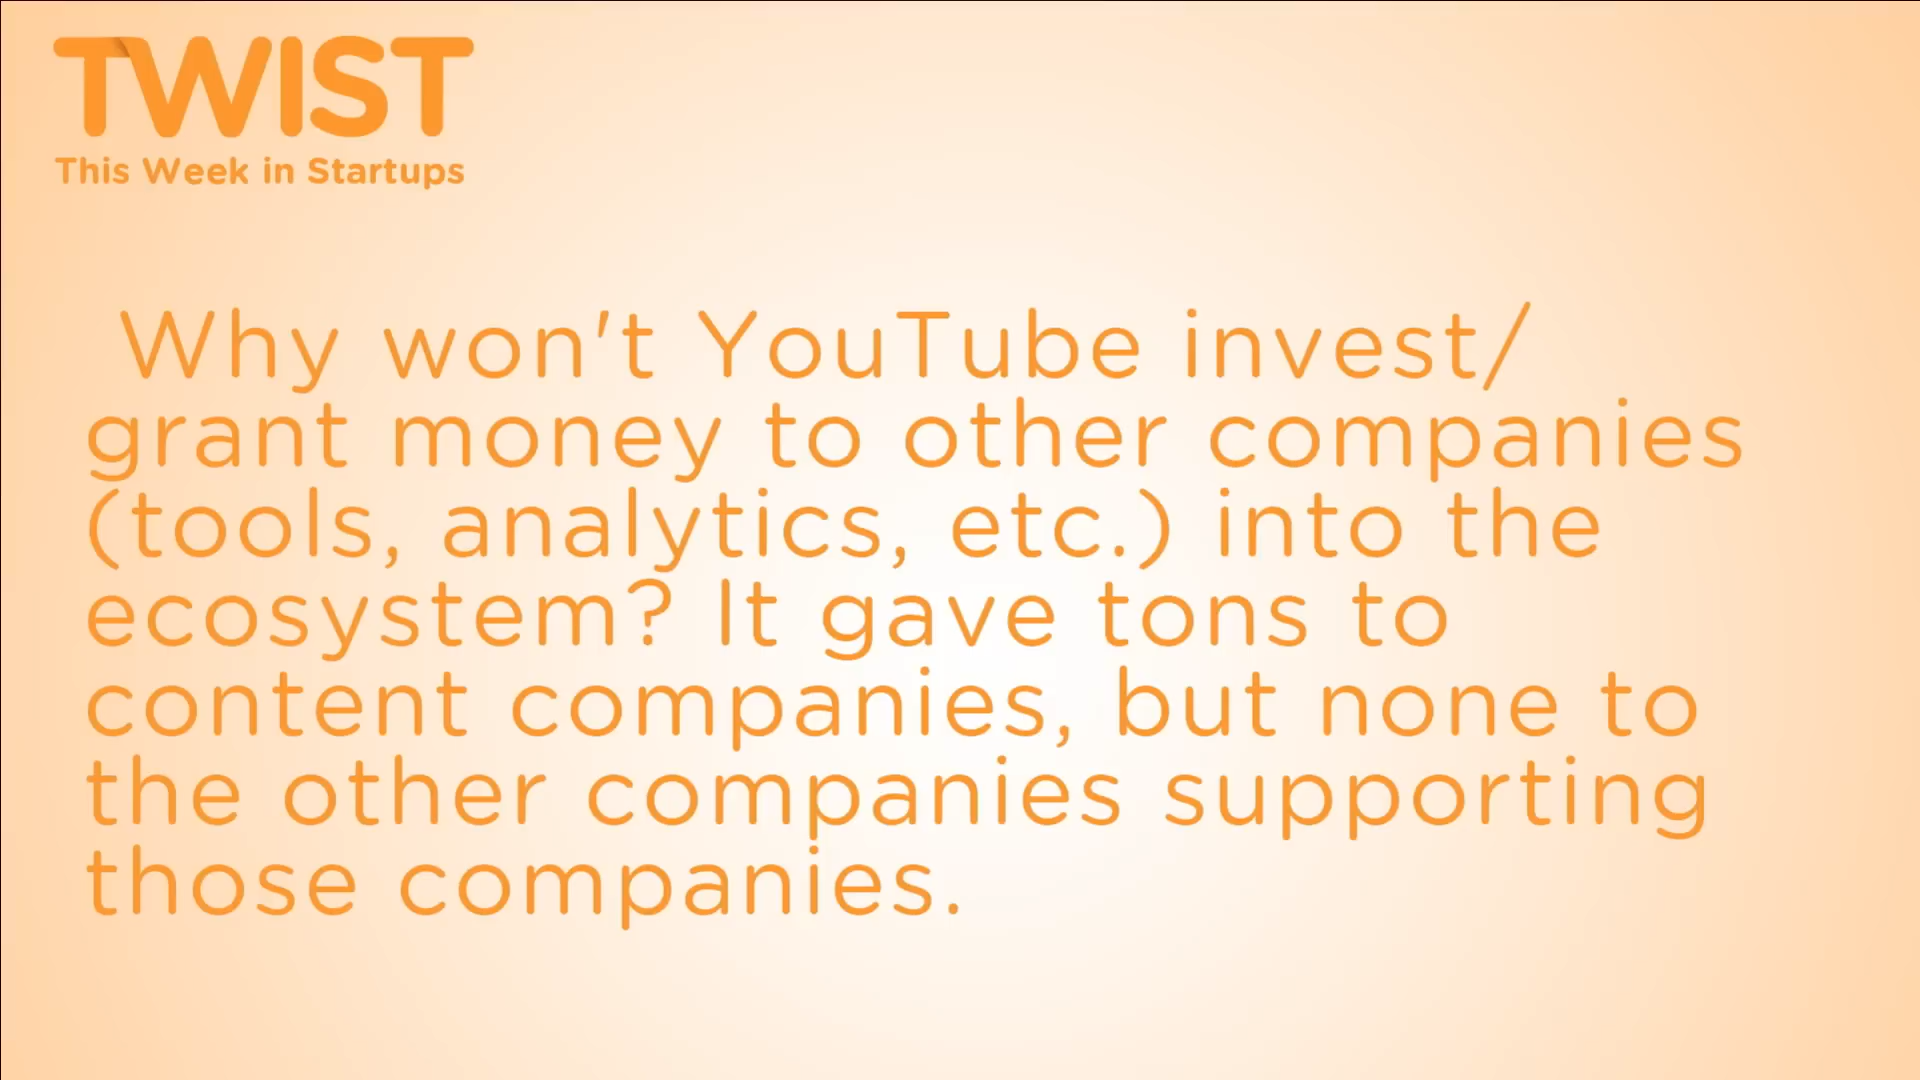 TWIST
This Week in Startups
Why won't YouTube invest/
grant money to other companies
(tools, analytics, etc.) into the
ecosystem? It gave tons to
content companies, but none to
the other companies supporting
those companies.